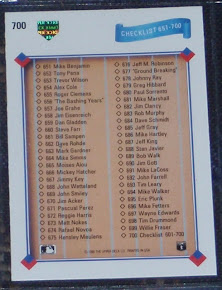 700
CHECKLIST 651-700
651 Mike Benjamin
652 Tony Pena
653 Trevor Wilson
654 Alex Cole
655 Roger Clemens
656 "The Bashing Years"
657 Joe Grahe
658 Jim Eisenreich
659 Dan Gladden
660 Steve Farr
661 Bill Sampen
662 Dave Rohde
663 Mark Gardner
664 Mike Simms
665 Moises Alou
666 Mickey Hatcher
667 Jimmy Key
668 John Wetteland
669 John Smiley
670 Jim Acker
671 Pascual Perez
672 Reggie Harris
673 Matt Nokes
674 Rafael Novoa
675 Hensley Meulens
676 Jeff M. Robinson
677 "Ground Breaking"
678 Johnny Ray
679 Greg Hibbard
680 Paul Sorrento
681 Mike Marshall
682 Jim Clancy
683 Rob Murphy
684 Dave Schmidt
685 Jeff Gray
686 Mike Hartley
687 Jeff King
688 Stan Javier
689 Bob Walk
690 Jim Gott
691 Mike LaCoss
692 John Farrell
693 Tim Leary
694 Mike Walker
695 Eric Plunk
696 Mike Fetters
697 Wayne Edwards
698 Tim Drummond
699 Willie Fraser
700 Checklist 651-700